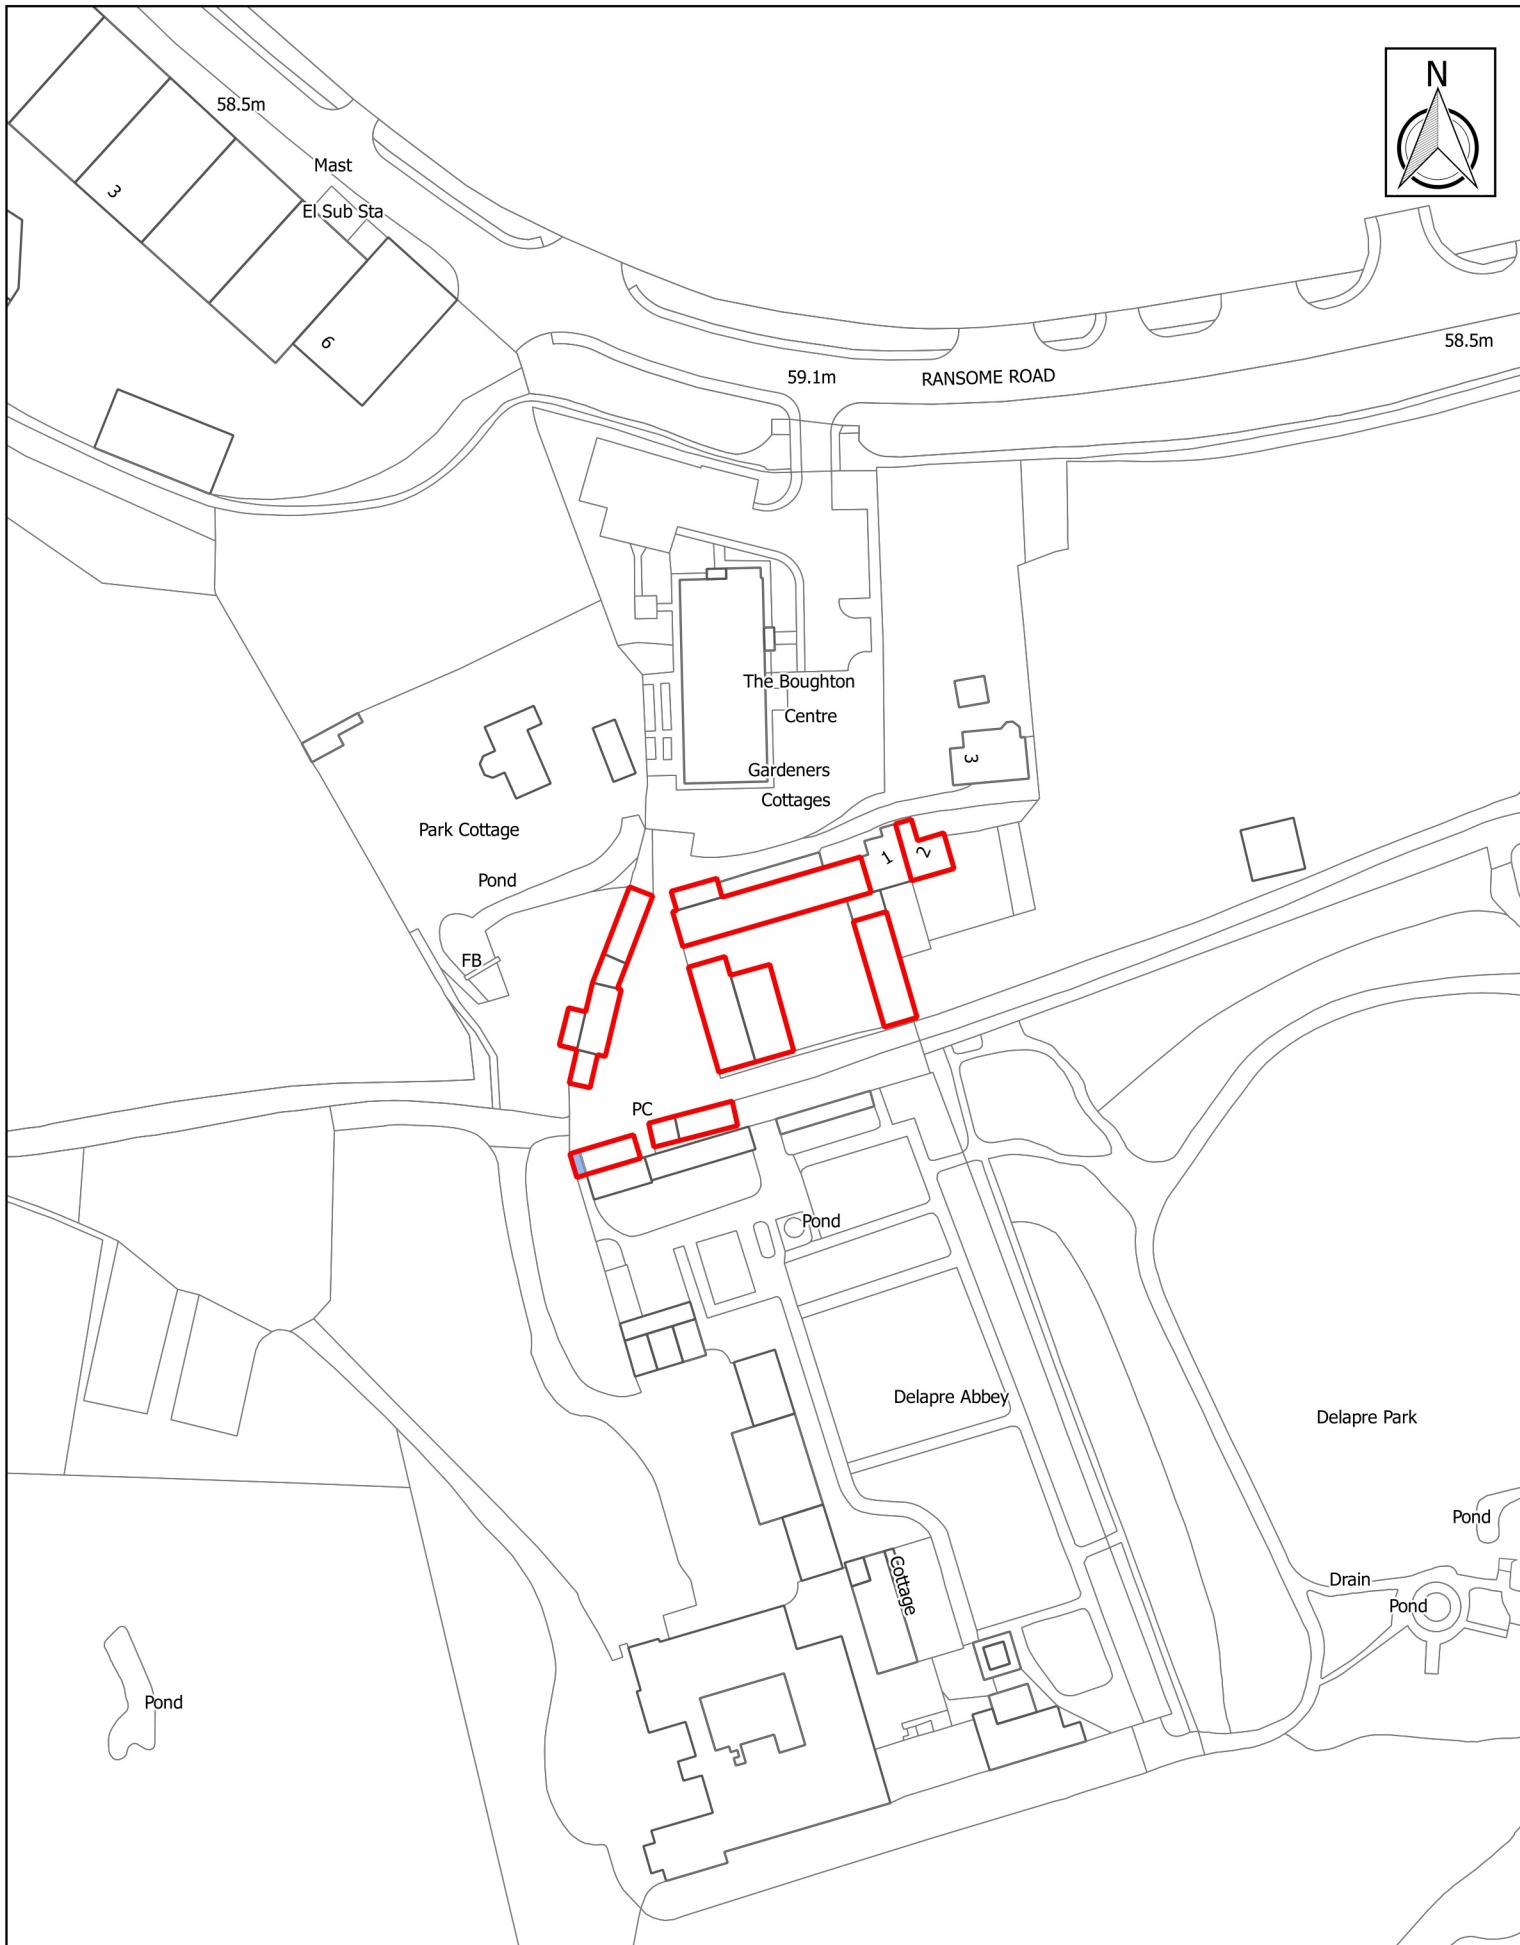 N
58.5m
Mast
El Sub Sta
3
6
58.5m
59.1m
RANSOME ROAD
The Boughton
Centre
3
Gardeners
Cottages
Park Cottage
1
2
Pond
FB
PC
Pond
Delapre Abbey
Delapre Park
Pond
Cottage
Drain
Pond
Pond